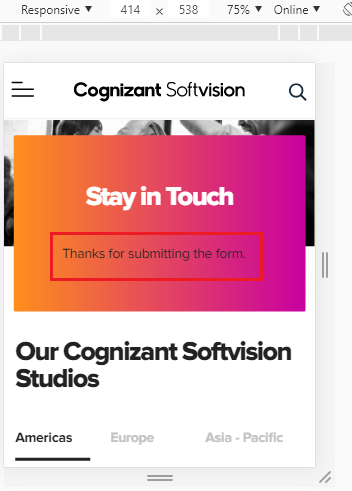 Responsive ▼ 414 × 538 75% ▼ Online ▼
Cognizant Softvision
Stay in Touch
Thanks for submitting the form.
Our Cognizant Softvision
Studios
Americas Europe Asia - Pacific